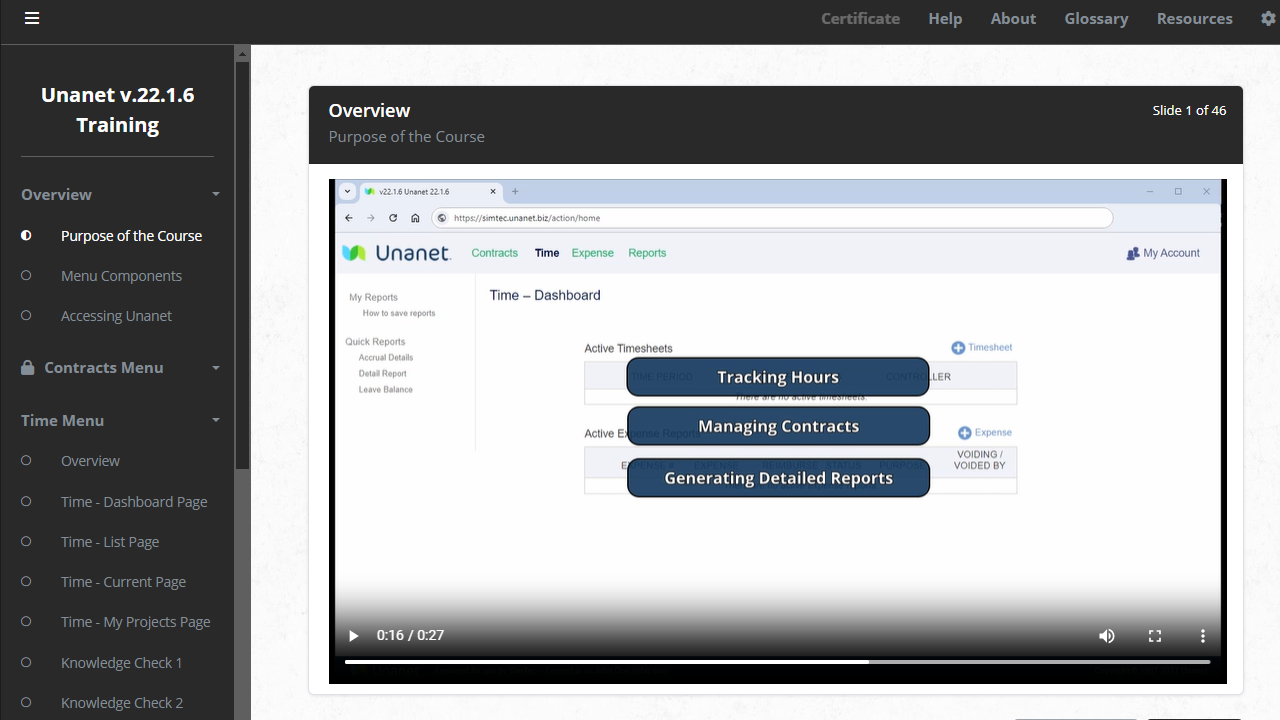 Certificate Help About Glossary Resources
Unanet v.22.1.6
Training
Overview
Purpose of the Course
Menu Components
Accessing Unanet
Contracts Menu
Time Menu
Overview
Time - Dashboard Page
Time - List Page
Time - Current Page
Time - My Projects Page
Knowledge Check 1
Knowledge Check 2
Overview
Slide 1 of 46
Purpose of the Course
v22.1.6 Unanet 22.1.6
https://simtec.unanet.biz/action/home
Unanet Contracts Time Expense Reports My Account
My Reports
How to save reports
Quick Reports
Accrual Details
Detail Report
Leave Balance
Time – Dashboard
Active Timesheets
Timesheet
TIME PERIOD CONTROLLER
Tracking Hours
There are no active timesheets.
Managing Contracts
Active Expense Reports
Expense
EXPENSE # EXPENSE REIMBURSE STATUS PURPOSE VOIDING /
VOIDED BY
Generating Detailed Reports
0:16 / 0:27